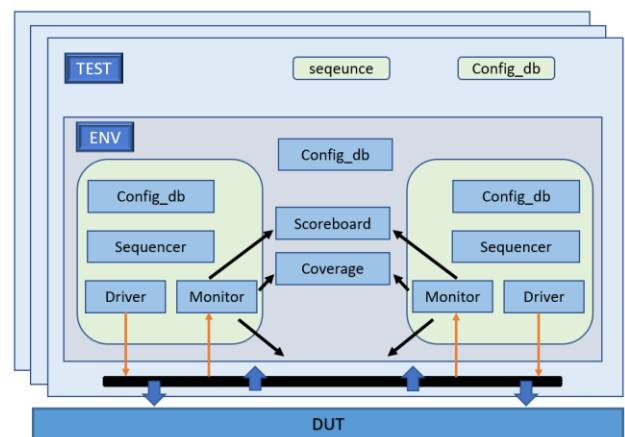 TEST
seqeunce
Config_db
ENV
Config_db
Config_db
Config_db
Scoreboard
Sequencer
Sequencer
Coverage
Driver
Monitor
Monitor
Driver
DUT